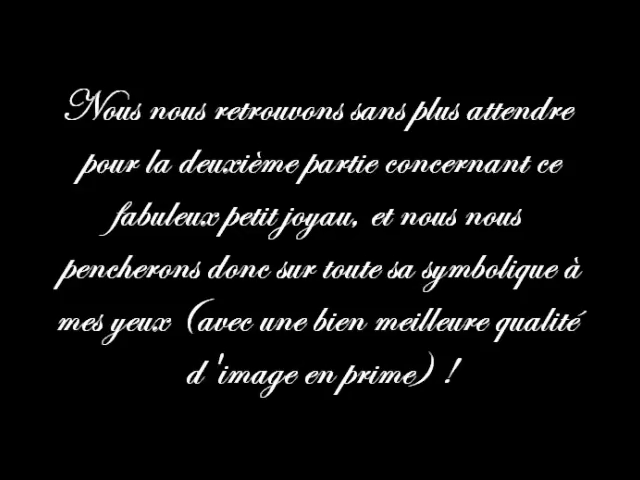 Nous nous retrouvons sans plus attendre
pour la deuxième partie concernant ce
fabuleux petit joyau, et nous nous
pencherons donc sur toute sa symbolique à
mes yeux (avec une bien meilleure qualité
d'image en prime) !